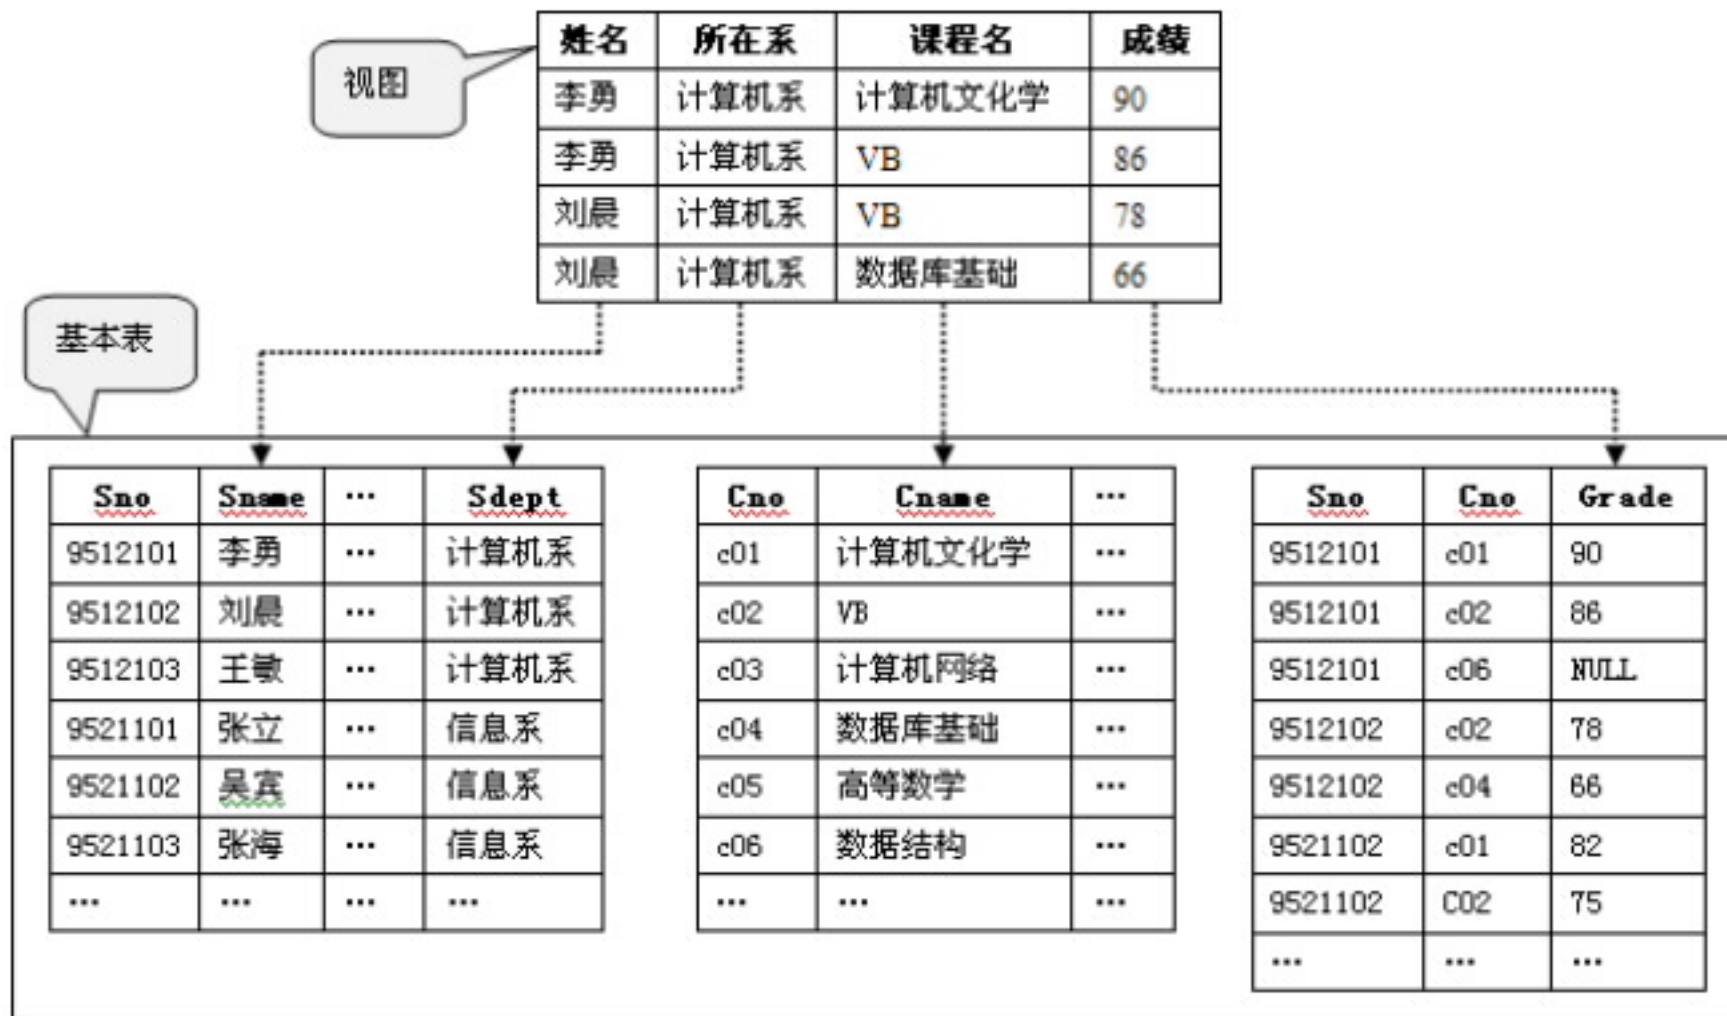 视图
姓名 所在系 课程名 成绩
李勇 计算机系 计算机文化学 90
李勇 计算机系 VB 86
刘晨 计算机系 VB 78
刘晨 计算机系 数据库基础 66
基本表
Sno Sname … Sdept
9512101 李勇 … 计算机系
9512102 刘晨 … 计算机系
9512103 王敏 … 计算机系
9521101 张立 … 信息系
9521102 吴宾 … 信息系
9521103 张海 … 信息系
… … … …
Cno Cname …
c01 计算机文化学 …
c02 VB …
c03 计算机网络 …
c04 数据库基础 …
c05 高等数学 …
c06 数据结构 …
… … …
Sno Cno Grade
9512101 c01 90
9512101 c02 86
9512101 c06 NULL
9512102 c02 78
9512102 c04 66
9521102 c01 82
9521102 C02 75
… … …